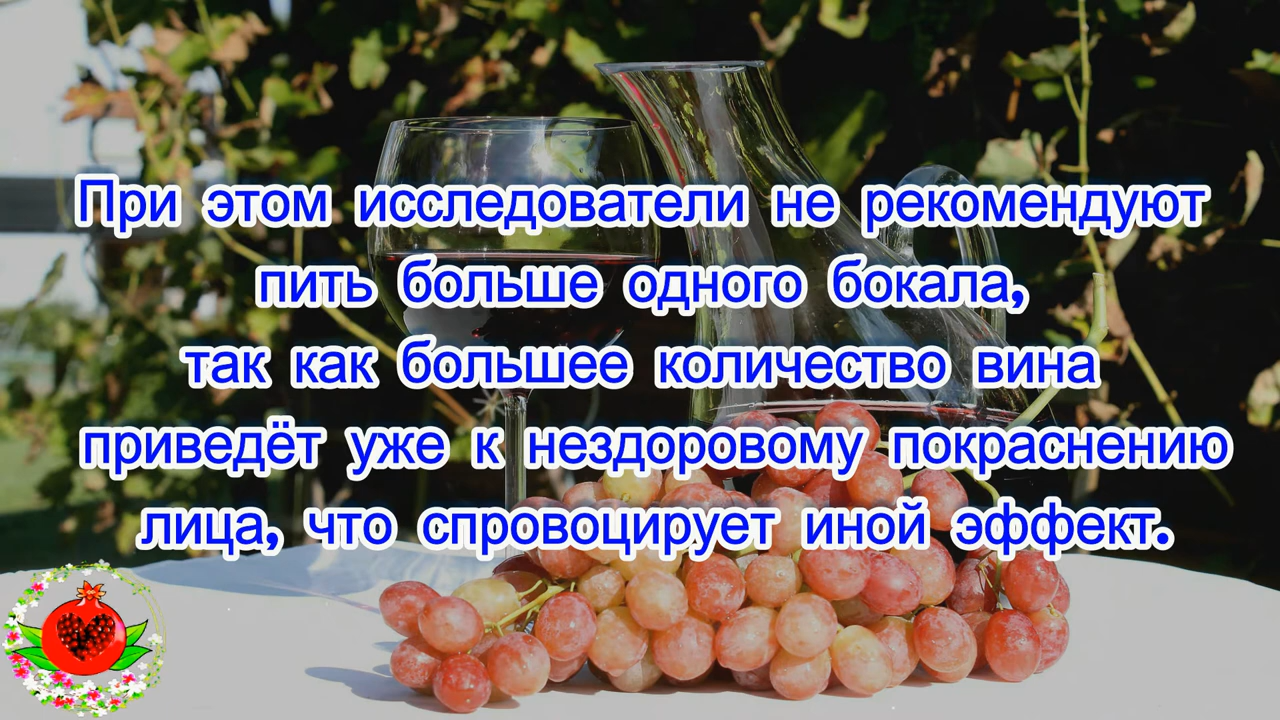 При этом исследователи не рекомендуют
пить больше одного бокала,
так как большее количество вина
приведёт уже к нездоровому покраснению
лица, что спровоцирует иной эффект.